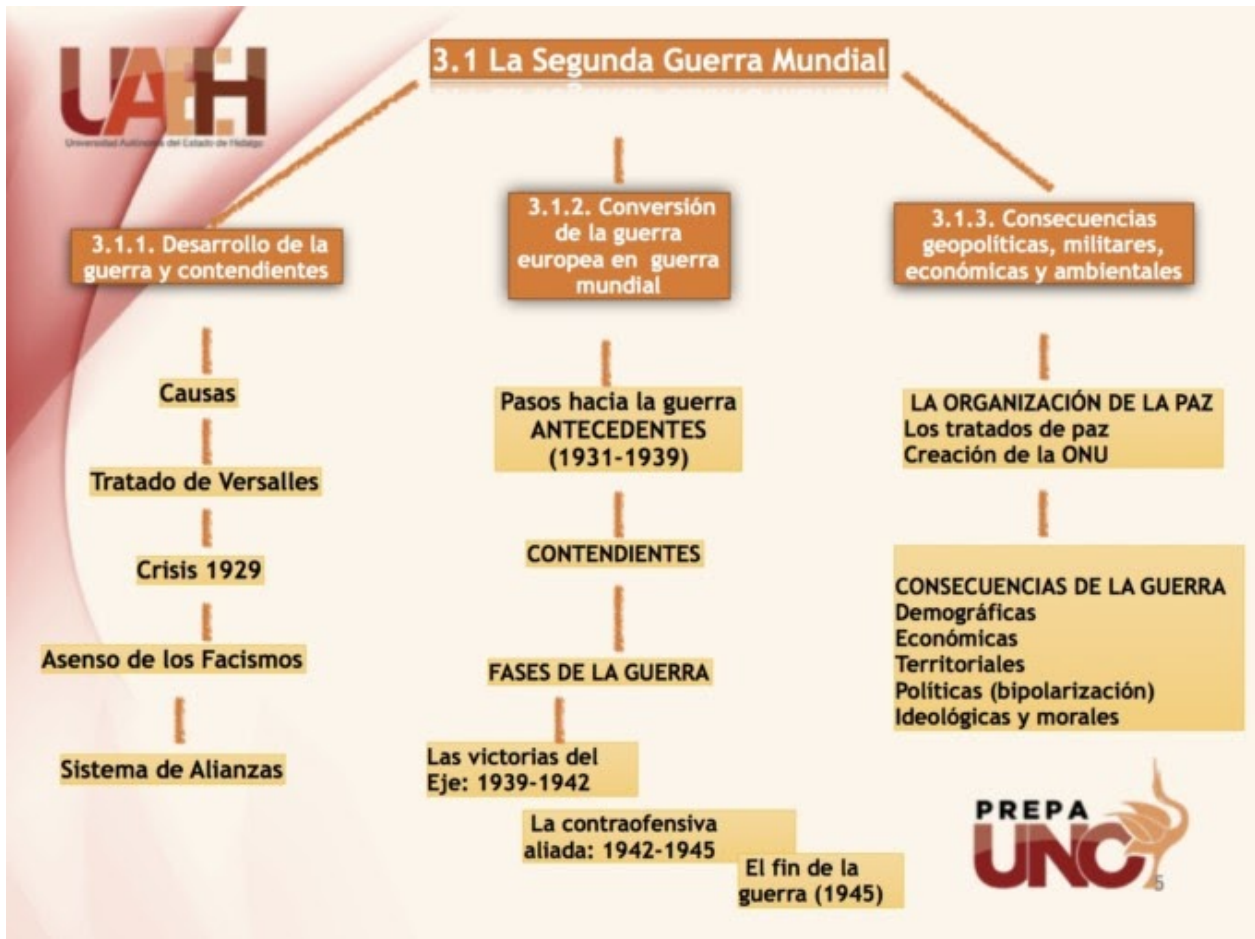 UAEH
Universidad Autónoma del Estado de Hidalgo
3.1 La Segunda Guerra Mundial
3.1.1. Desarrollo de la
guerra y contendientes
Causas
Tratado de Versalles
Crisis 1929
Asenso de los Facismos
Sistema de Alianzas
3.1.2. Conversión
de la guerra
europea en guerra
mundial
Pasos hacia la guerra
ANTECEDENTES
(1931-1939)
CONTENDIENTES
FASES DE LA GUERRA
Las victorias del
Eje: 1939-1942
La contraofensiva
aliada: 1942-1945
El fin de la
guerra (1945)
3.1.3. Consecuencias
geopolíticas, militares,
económicas y ambientales
LA ORGANIZACIÓN DE LA PAZ
Los tratados de paz
Creación de la ONU
CONSECUENCIAS DE LA GUERRA
Demográficas
Económicas
Territoriales
Políticas (bipolarización)
Ideológicas y morales
PREPA
UNO
5